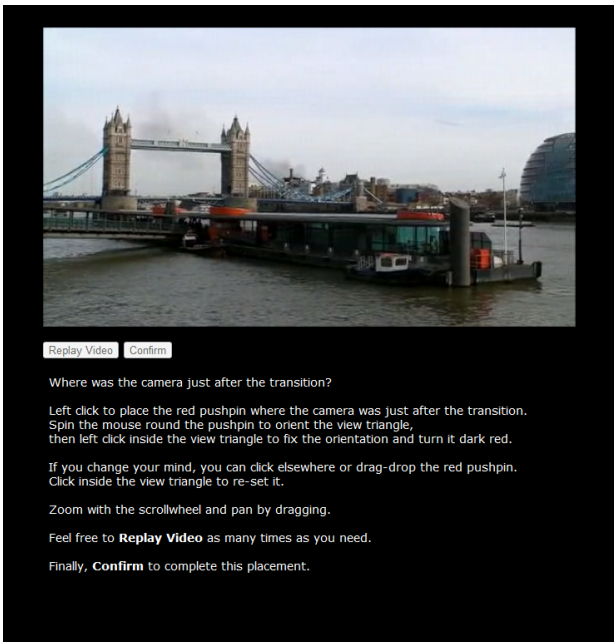 Replay Video Confirm
Where was the camera just after the transition?
Left click to place the red pushpin where the camera was just after the transition.
Spin the mouse round the pushpin to orient the view triangle,
then left click inside the view triangle to fix the orientation and turn it dark red.
If you change your mind, you can click elsewhere or drag-drop the red pushpin.
Click inside the view triangle to re-set it.
Zoom with the scrollwheel and pan by dragging.
Feel free to Replay Video as many times as you need.
Finally, Confirm to complete this placement.